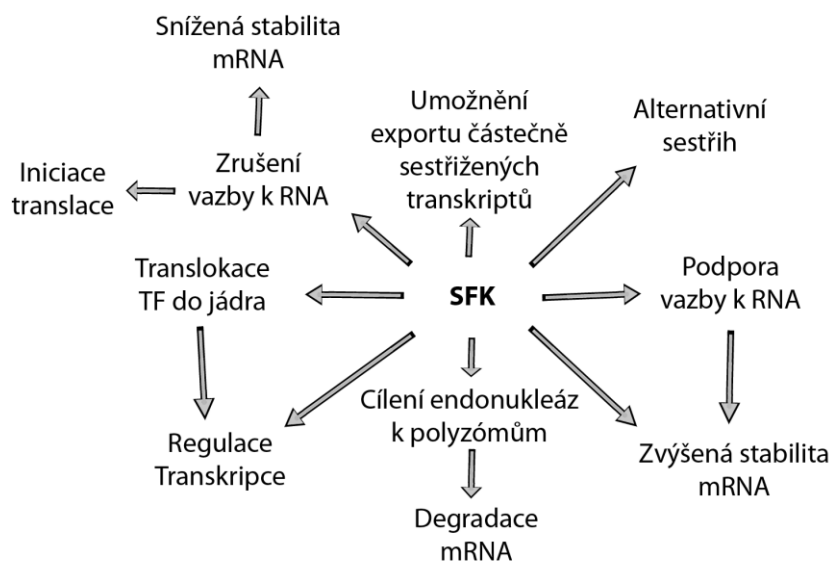 Snížená stabilita
mRNA
Umožnění
exportu částečně
sestřižených
transkriptů
Alternativní
sestřih
Iniciace
translace
Zrušení
vazby k RNA
Translokace
TF do jádra
SFK
Podpora
vazby k RNA
Regulace
Transkripce
Cílení endonukleáz
k polyzómům
Zvýšená stabilita
mRNA
Degradace
mRNA